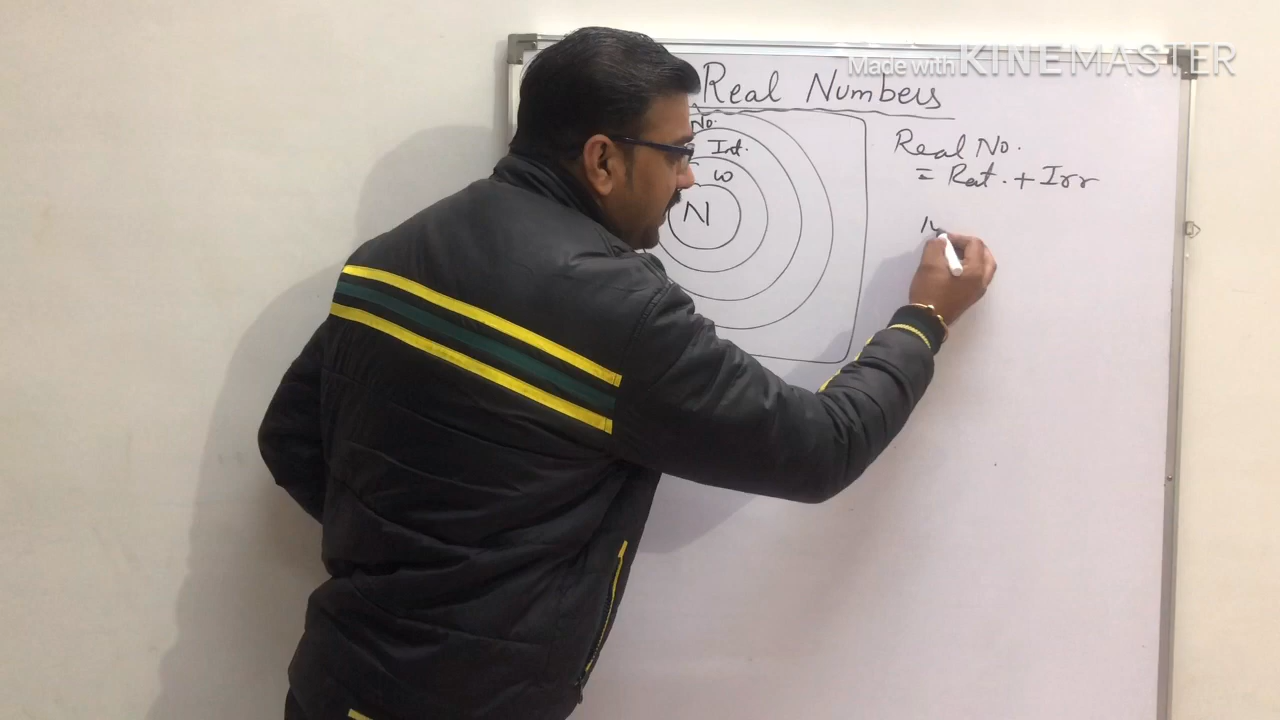 Made with KINEMASTER
Real Numbers
No.
Int.
W
N
Real No.
= Rat. + Irr